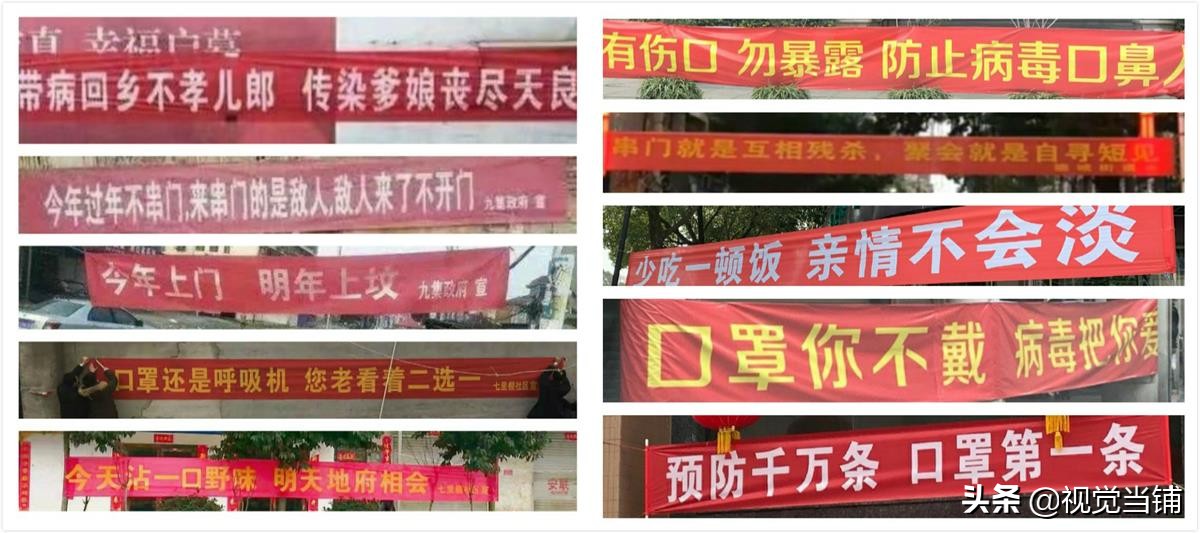 幸福自蔓
带病回乡不孝儿郎 传染爹娘丧尽天良
今年过年不串门,来串门的是敌人,敌人来了不开门 九集政府 宣
今年上门 明年上坟 九集政府 宣
口罩还是呼吸机 您老看着二选一
今天沾一口野味 明天地府相会
安联
有伤口 勿暴露 防止病毒口鼻入
串门就是互相残杀,聚会就是自寻短见
少吃一顿饭 亲情不会淡
口罩你不戴 病毒把你爱
预防千万条 口罩第一条
头条 @视觉当铺